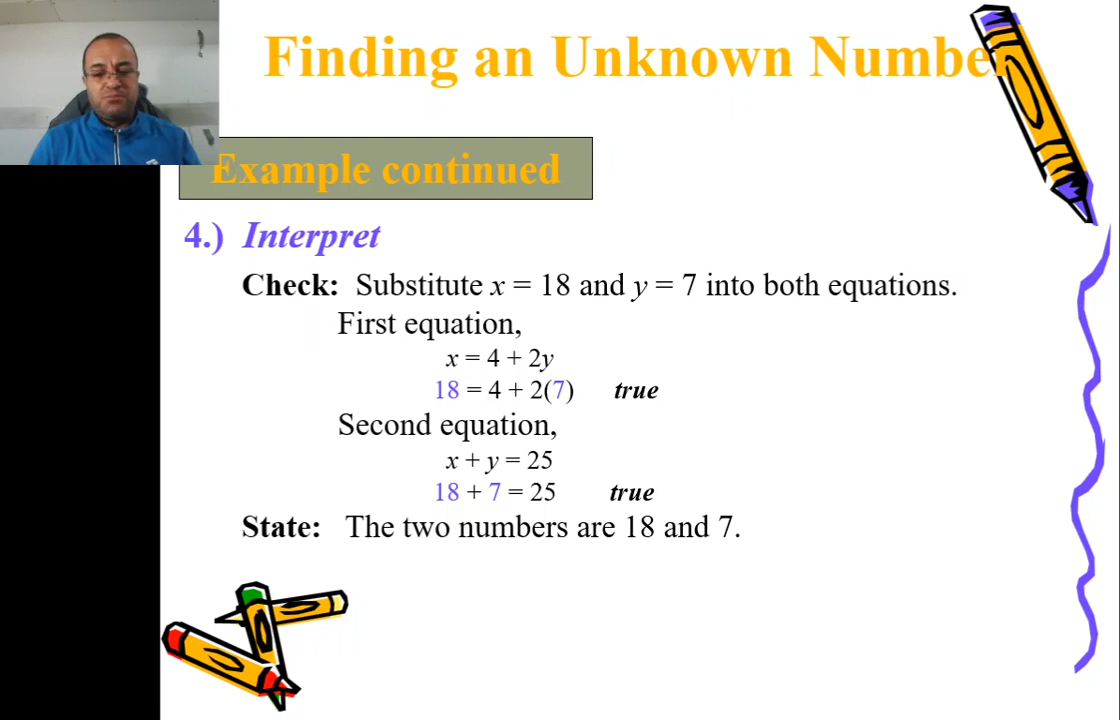 Finding an Unknown Number
Example continued
4.) Interpret
Check: Substitute x = 18 and y = 7 into both equations.
First equation,
x = 4 + 2y
18 = 4 + 2(7) true
Second equation,
x + y = 25
18 + 7 = 25 true
State: The two numbers are 18 and 7.